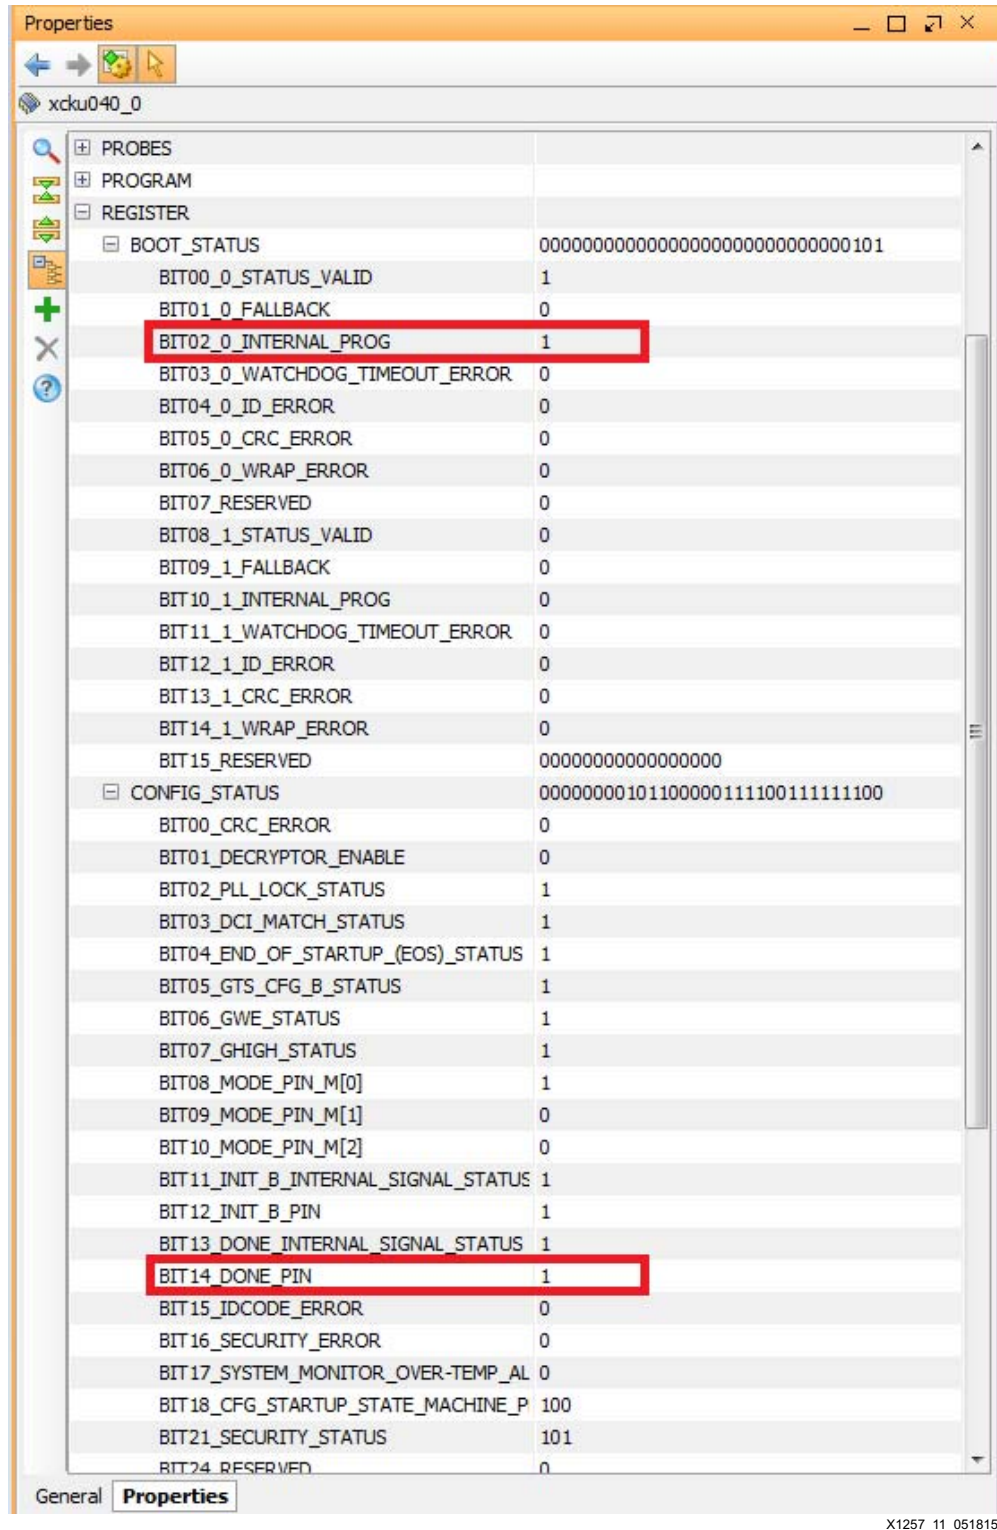 Properties
xcku040_0
PROBES
PROGRAM
REGISTER
BOOT_STATUS 00000000000000000000000000000101
BIT00_0_STATUS_VALID 1
BIT01_0_FALLBACK 0
BIT02_0_INTERNAL_PROG 1
BIT03_0_WATCHDOG_TIMEOUT_ERROR 0
BIT04_0_ID_ERROR 0
BIT05_0_CRC_ERROR 0
BIT06_0_WRAP_ERROR 0
BIT07_RESERVED 0
BIT08_1_STATUS_VALID 0
BIT09_1_FALLBACK 0
BIT10_1_INTERNAL_PROG 0
BIT11_1_WATCHDOG_TIMEOUT_ERROR 0
BIT12_1_ID_ERROR 0
BIT13_1_CRC_ERROR 0
BIT14_1_WRAP_ERROR 0
BIT15_RESERVED 00000000000000000
CONFIG_STATUS 00000000101100000111100111111100
BIT00_CRC_ERROR 0
BIT01_DECRYPTOR_ENABLE 0
BIT02_PLL_LOCK_STATUS 1
BIT03_DCI_MATCH_STATUS 1
BIT04_END_OF_STARTUP_(EOS)_STATUS 1
BIT05_GTS_CFG_B_STATUS 1
BIT06_GWE_STATUS 1
BIT07_GHIGH_STATUS 1
BIT08_MODE_PIN_M[0] 1
BIT09_MODE_PIN_M[1] 0
BIT10_MODE_PIN_M[2] 0
BIT11_INIT_B_INTERNAL_SIGNAL_STATUS 1
BIT12_INIT_B_PIN 1
BIT13_DONE_INTERNAL_SIGNAL_STATUS 1
BIT14_DONE_PIN 1
BIT15_IDCODE_ERROR 0
BIT16_SECURITY_ERROR 0
BIT17_SYSTEM_MONITOR_OVER-TEMP_AL 0
BIT18_CFG_STARTUP_STATE_MACHINE_P 100
BIT21_SECURITY_STATUS 101
BIT24_RESERVED 0
General Properties
X1257_11_051815